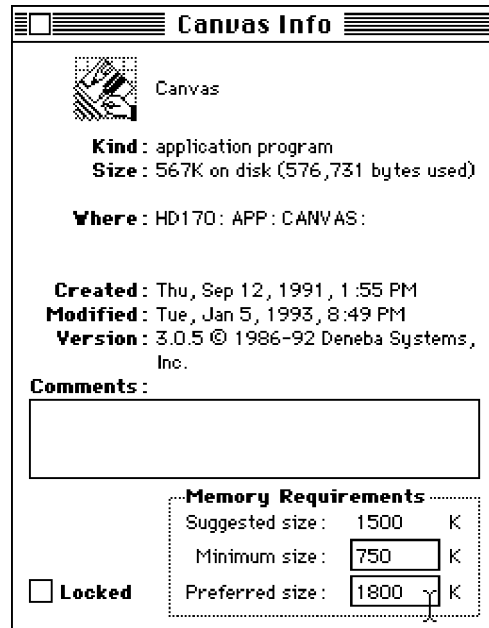 Canvas Info
Canvas
Kind: application program
Size: 567K on disk (576,731 bytes used)
Where: HD170: APP: CANVAS:
Created: Thu, Sep 12, 1991, 1:55 PM
Modified: Tue, Jan 5, 1993, 8:49 PM
Version: 3.0.5 © 1986-92 Deneba Systems,
Inc.
Comments:
Memory Requirements
Suggested size: 1500 K
Minimum size: 750 K
Locked
Preferred size: 1800 K